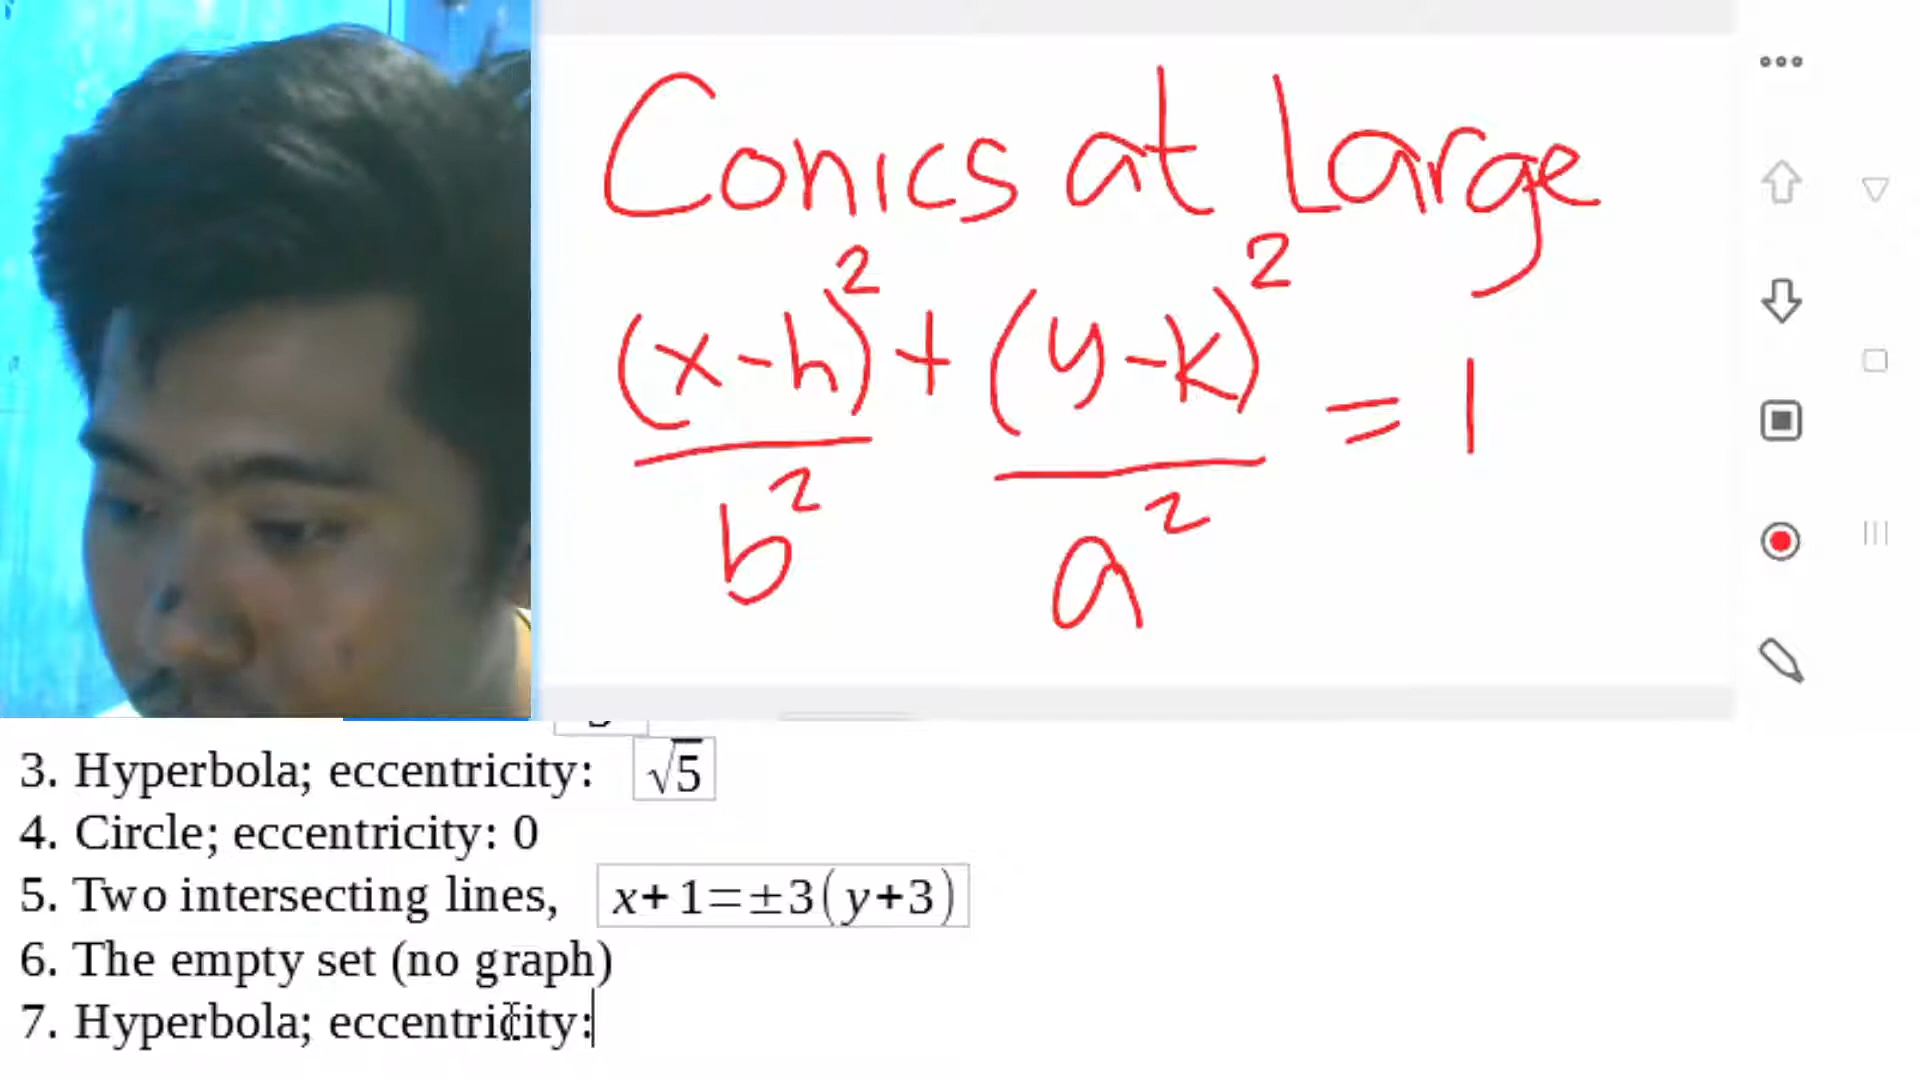 Conics at Large
(x-h)²/b² + (y-k)²/a² = 1
3. Hyperbola; eccentricity: √5
4. Circle; eccentricity: 0
5. Two intersecting lines, x+1=±3(y+3)
6. The empty set (no graph)
7. Hyperbola; eccentricity: